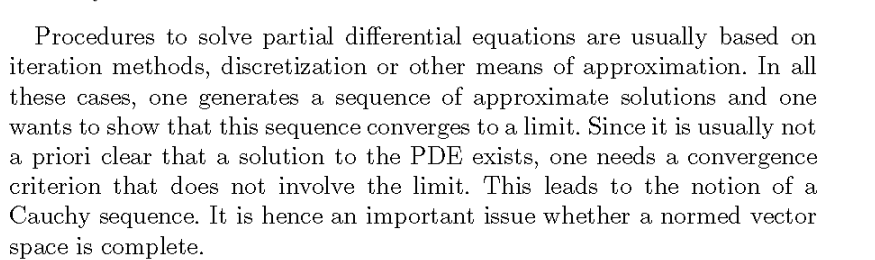 Procedures to solve partial differential equations are usually based on
iteration methods, discretization or other means of approximation. In all
these cases, one generates a sequence of approximate solutions and one
wants to show that this sequence converges to a limit. Since it is usually not
a priori clear that a solution to the PDE exists, one needs a convergence
criterion that does not involve the limit. This leads to the notion of a
Cauchy sequence. It is hence an important issue whether a normed vector
space is complete.